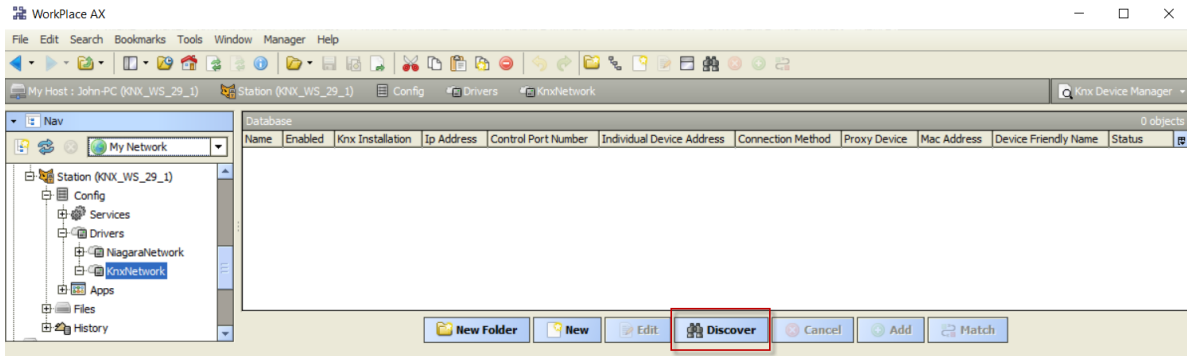 WorkPlace AX
File Edit Search Bookmarks Tools Window Manager Help
My Host : John-PC (KNX_WS_29_1) Station (KNX_WS_29_1) Config Drivers KnxNetwork Knx Device Manager
Nav Database 0 objects
My Network Name Enabled Knx Installation Ip Address Control Port Number Individual Device Address Connection Method Proxy Device Mac Address Device Friendly Name Status
Station (KNX_WS_29_1)
Config
Services
Drivers
NiagaraNetwork
KnxNetwork
Apps
Files
History
New Folder New Edit Discover Cancel Add Match